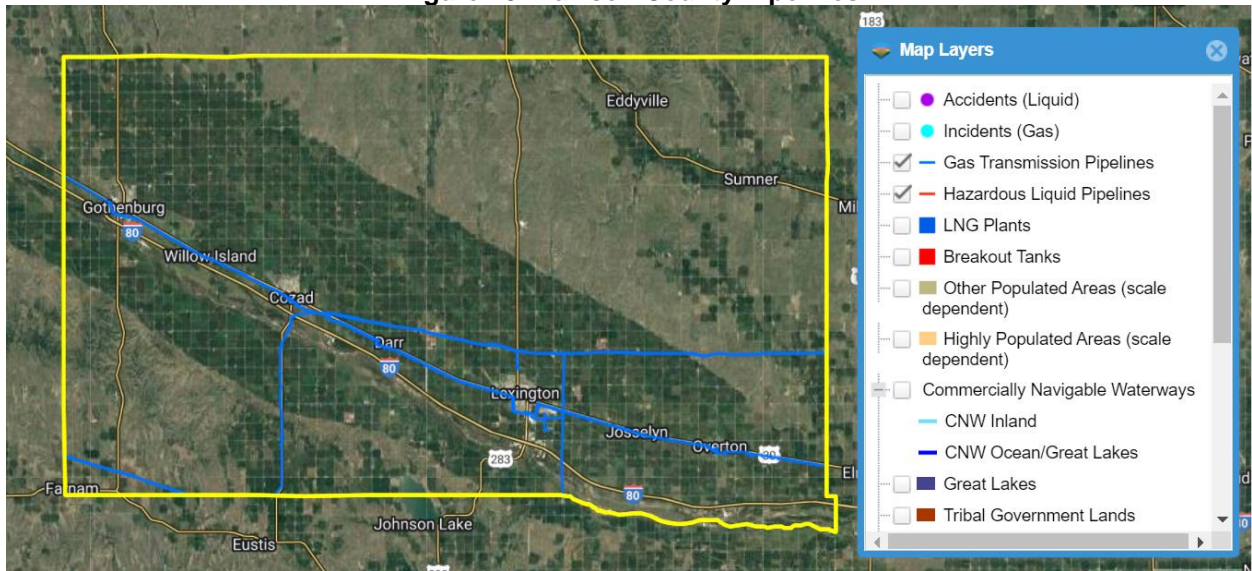 183
Map Layers
Accidents (Liquid)
Incidents (Gas)
Gas Transmission Pipelines
Hazardous Liquid Pipelines
LNG Plants
Breakout Tanks
Other Populated Areas (scale
dependent)
Highly Populated Areas (scale
dependent)
Commercially Navigable Waterways
CNW Inland
CNW Ocean/Great Lakes
Great Lakes
Tribal Government Lands
Eddyville
Sumner
Mil
Gothenburg
80
Willow Island
Cozad
Darr
80
Lexington
Josselyn
Overton
30
Elm
283
80
Farnam
Johnson Lake
Eustis